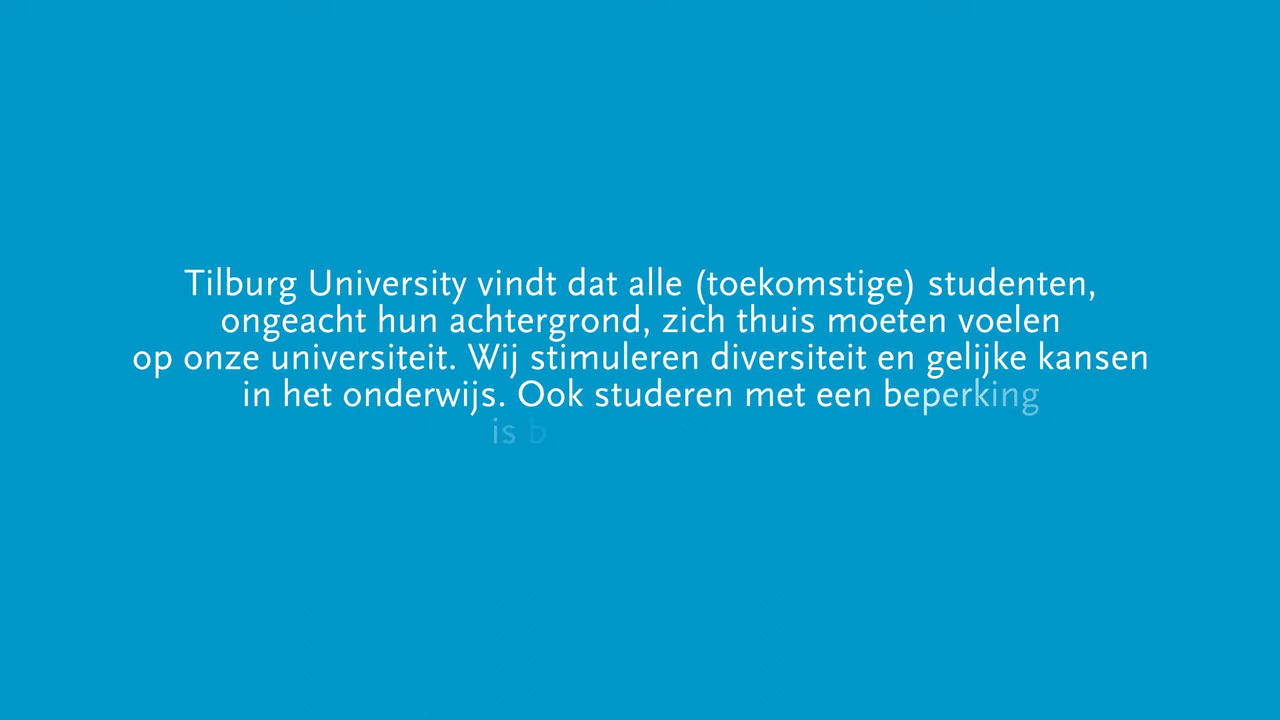 Tilburg University vindt dat alle (toekomstige) studenten,
ongeacht hun achtergrond, zich thuis moeten voelen
op onze universiteit. Wij stimuleren diversiteit en gelijke kansen
in het onderwijs. Ook studeren met een beperking
is b